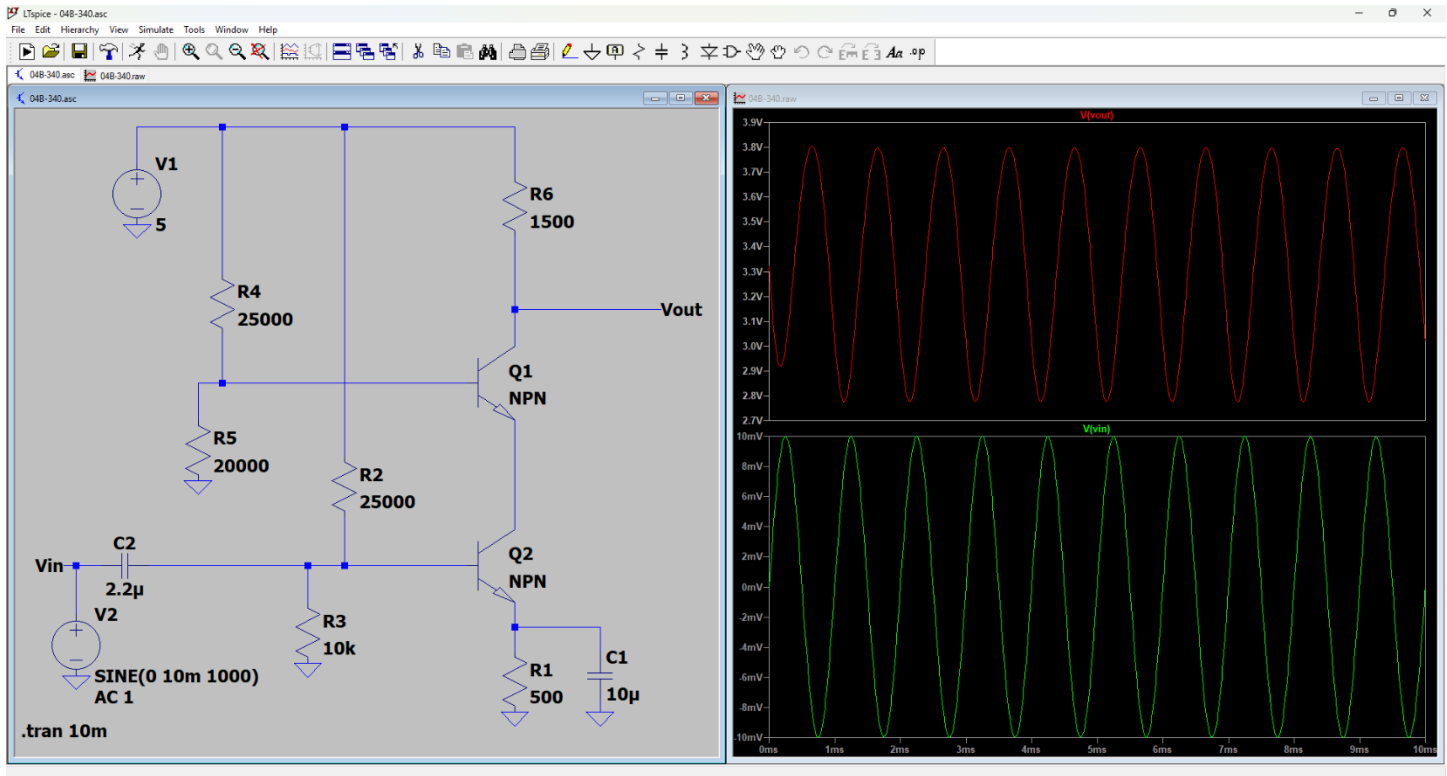 LTspice - 04B-340.asc
File Edit Hierarchy View Simulate Tools Window Help
04B-340.asc 04B-340.raw
04B-340.asc
V1
5
R6
1500
R4
25000
Vout
Q1
NPN
R5
20000
R2
25000
C2
Vin
2.2µ
V2
Q2
NPN
R3
10k
SINE(0 10m 1000)
AC 1
R1
500
C1
10µ
.tran 10m
04B-340.raw
V(vout)
3.9V
3.8V
3.7V
3.6V
3.5V
3.4V
3.3V
3.2V
3.1V
3.0V
2.9V
2.8V
2.7V
V(vin)
10mV
8mV
6mV
4mV
2mV
0mV
-2mV
-4mV
-6mV
-8mV
-10mV
0ms 1ms 2ms 3ms 4ms 5ms 6ms 7ms 8ms 9ms 10ms